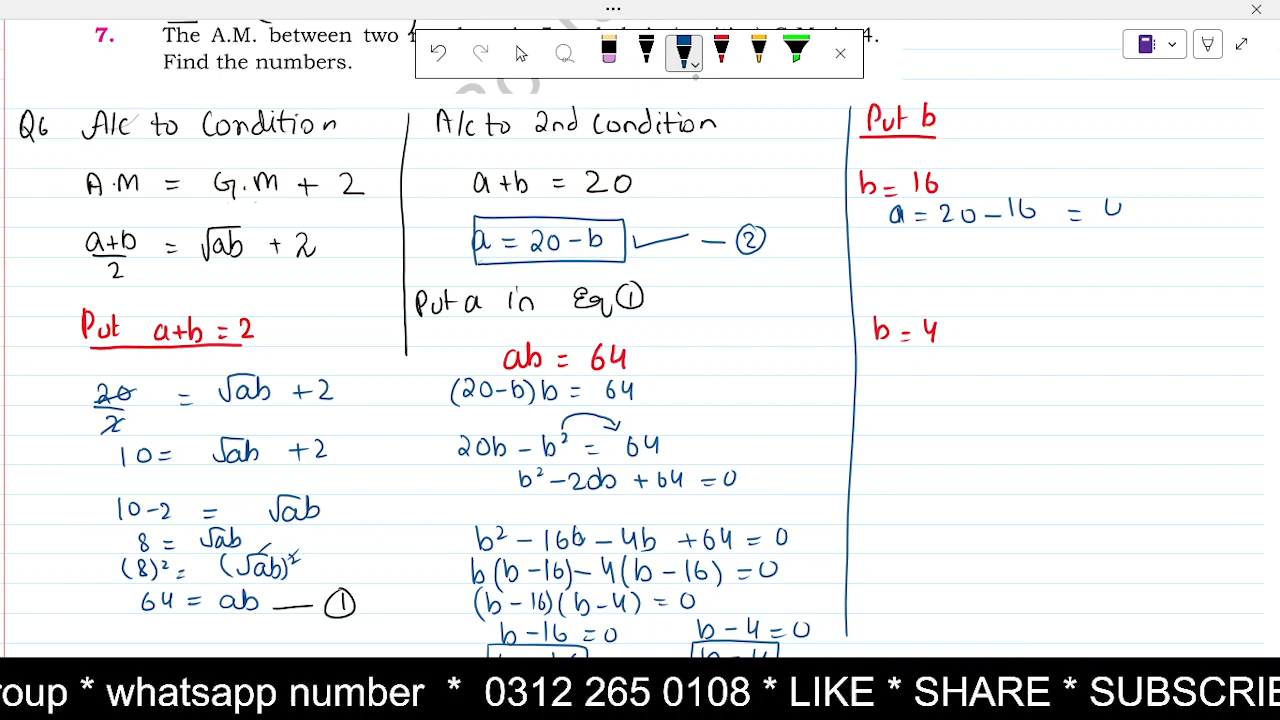 7. The A.M. between two
4.
Find the numbers.
Q6 A/c to Condition
A.M = G.M + 2
a+b/2 = √ab + 2
Put a+b = 2
20/2 = √ab + 2
10 = √ab + 2
10-2 = √ab
8 = √ab
(8)² = (√ab)²
64 = ab — ①
A/c to 2nd Condition
a+b = 20
a = 20-b — ②
Put a in Eq ①
ab = 64
(20-b)b = 64
20b - b² = 64
b² - 20b + 64 = 0
b² - 16b - 4b + 64 = 0
b(b-16) - 4(b-16) = 0
(b-16)(b-4) = 0
b-16 = 0 b-4 = 0
Put b
b = 16
a = 20-16 =
b = 4
roup * whatsapp number * 0312 265 0108 * LIKE * SHARE * SUBSCRI